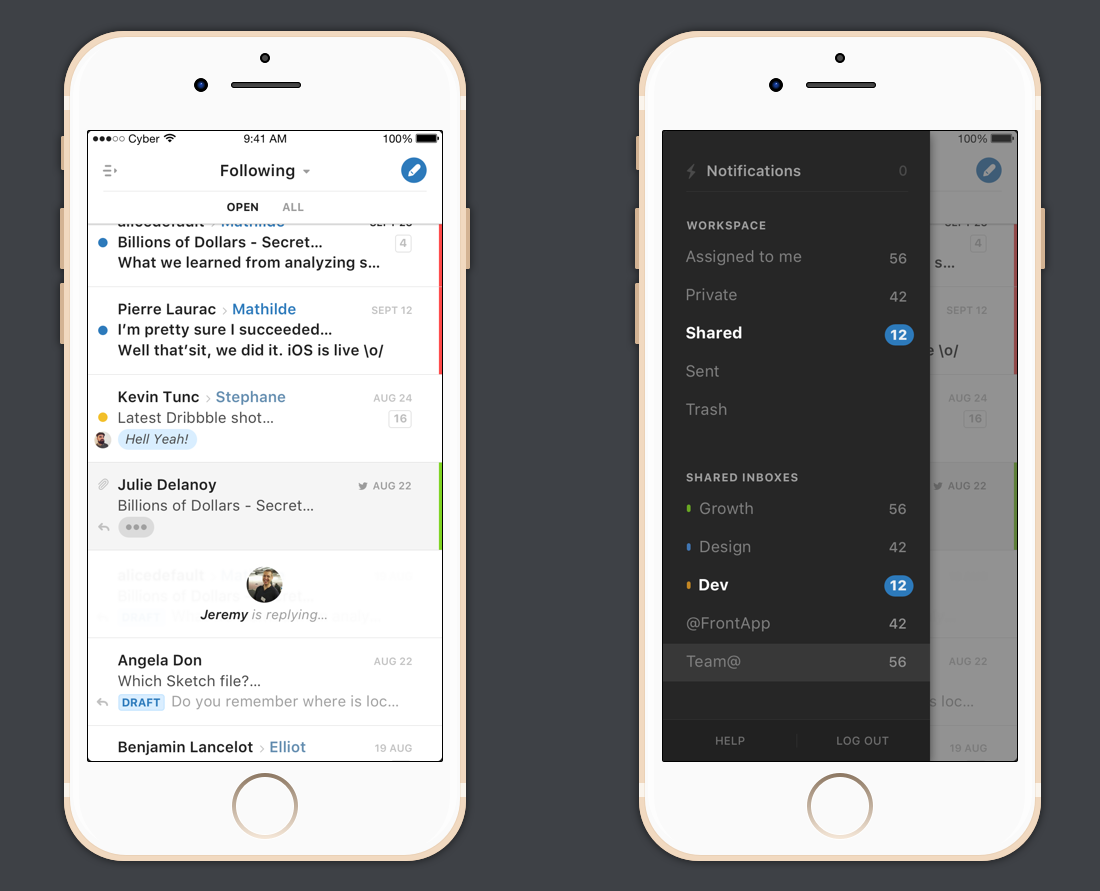 Cyber
9:41 AM
100%
Following
OPEN
ALL
alicedefault › Mathilde
SEPT 23
Billions of Dollars - Secret...
4
What we learned from analyzing s...
Pierre Laurac › Mathilde
SEPT 12
I'm pretty sure I succeeded...
Well that'sit, we did it. iOS is live \o/
Kevin Tunc › Stephane
AUG 24
Latest Dribbble shot...
16
Hell Yeah!
Julie Delanoy
AUG 22
Billions of Dollars - Secret...
alicedefault
Billions of Dollars
DRAFT
Jeremy is replying...
Angela Don
AUG 22
Which Sketch file?...
DRAFT Do you remember where is loc...
Benjamin Lancelot › Elliot
19 AUG
100%
Notifications
0
WORKSPACE
Assigned to me
56
Private
42
Shared
12
Sent
Trash
SHARED INBOXES
Growth
56
Design
42
Dev
12
@FrontApp
42
Team@
56
HELP
LOG OUT
4
s...
SEPT 12
e \o/
AUG 24
16
AUG 22
AUG 22
s loc...
19 AUG